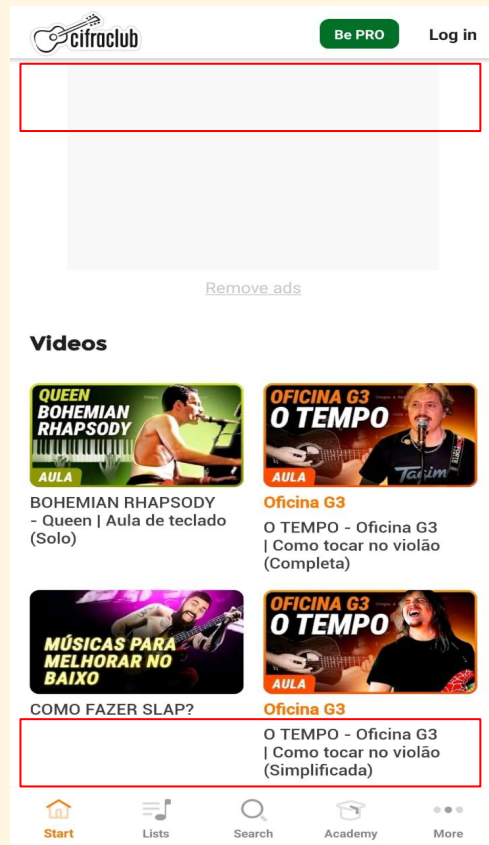 cifraclub
Be PRO
Log in
Remove ads
Videos
QUEEN
BOHEMIAN
RHAPSODY
AULA
BOHEMIAN RHAPSODY
- Queen | Aula de teclado
(Solo)
OFICINA G3
O TEMPO
Tagima
AULA
Oficina G3
O TEMPO - Oficina G3
| Como tocar no violão
(Completa)
MÚSICAS PARA
MELHORAR NO
BAIXO
COMO FAZER SLAP?
OFICINA G3
O TEMPO
AULA
Oficina G3
O TEMPO - Oficina G3
| Como tocar no violão
(Simplificada)
Start
Lists
Search
Academy
More